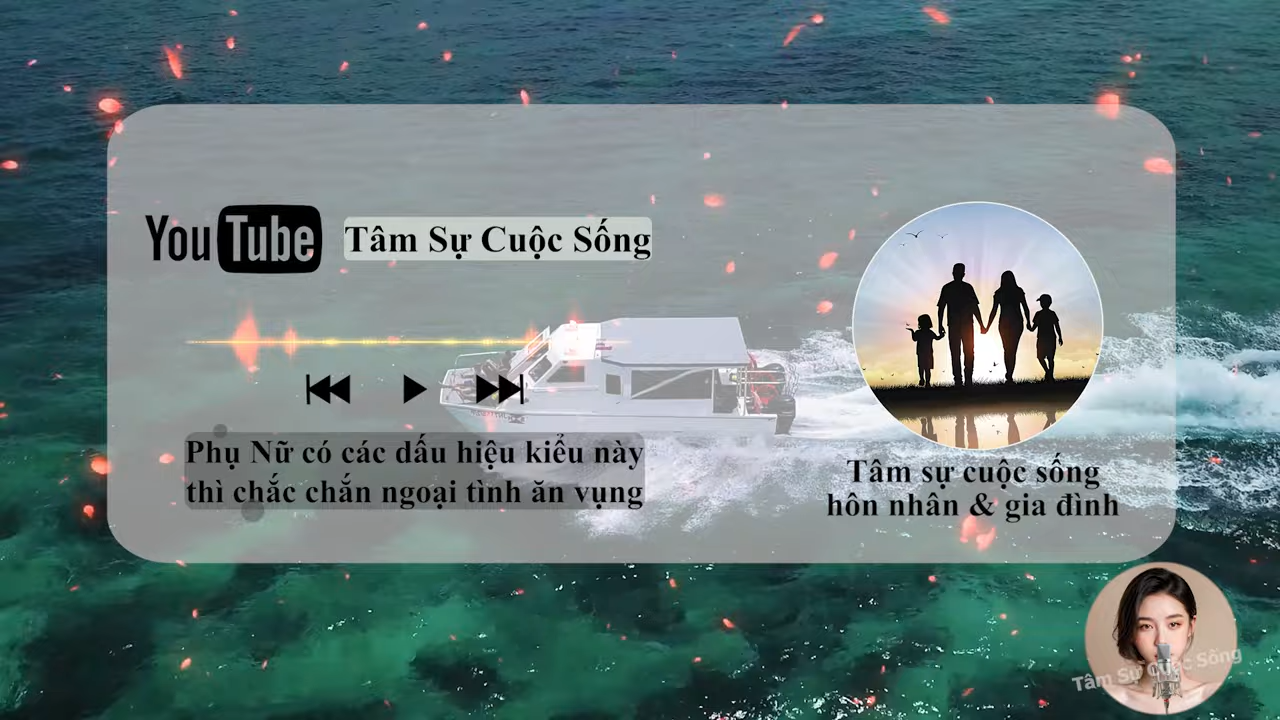 YouTube
Tâm Sự Cuộc Sống
Phụ Nữ có các dấu hiệu kiểu này
thì chắc chắn ngoại tình ăn vụng
Tâm sự cuộc sống
hôn nhân & gia đình
Tâm Sự Cuộc Sống